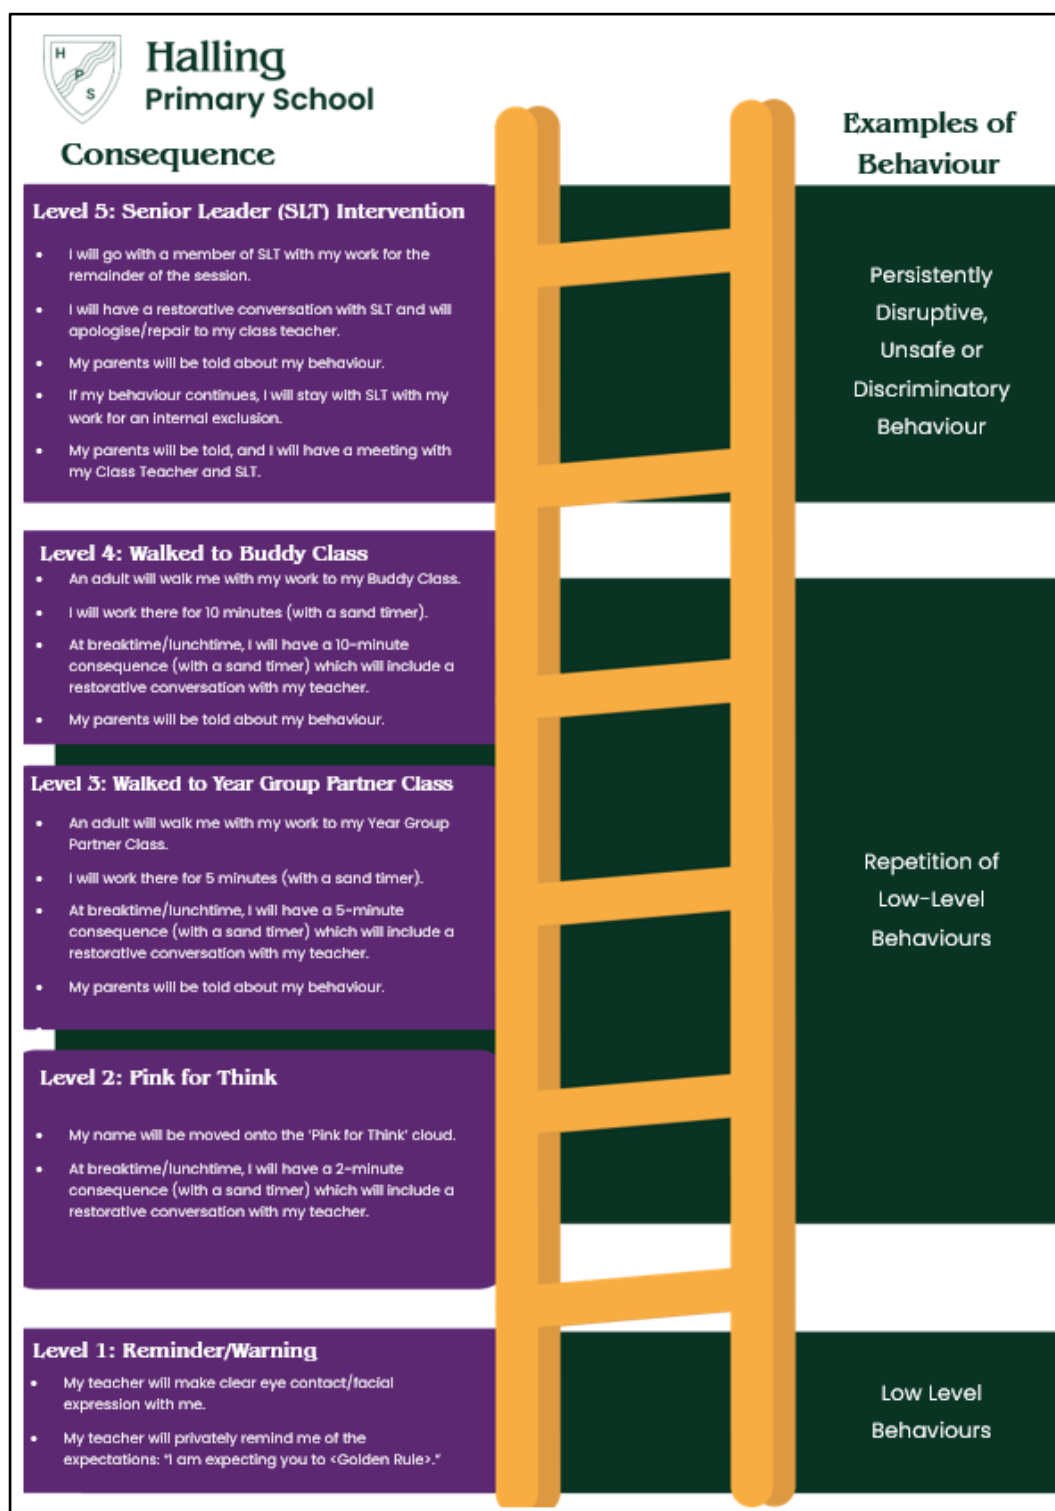 H
P
S
Halling
Primary School
Consequence
Examples of
Behaviour
Level 5: Senior Leader (SLT) Intervention
• I will go with a member of SLT with my work for the
remainder of the session.
• I will have a restorative conversation with SLT and will
apologise/repair to my class teacher.
• My parents will be told about my behaviour.
• If my behaviour continues, I will stay with SLT with my
work for an internal exclusion.
• My parents will be told, and I will have a meeting with
my Class Teacher and SLT.
Persistently
Disruptive,
Unsafe or
Discriminatory
Behaviour
Level 4: Walked to Buddy Class
• An adult will walk me with my work to my Buddy Class.
• I will work there for 10 minutes (with a sand timer).
• At breaktime/lunchtime, I will have a 10-minute
consequence (with a sand timer) which will include a
restorative conversation with my teacher.
• My parents will be told about my behaviour.
Level 3: Walked to Year Group Partner Class
• An adult will walk me with my work to my Year Group
Partner Class.
• I will work there for 5 minutes (with a sand timer).
• At breaktime/lunchtime, I will have a 5-minute
consequence (with a sand timer) which will include a
restorative conversation with my teacher.
• My parents will be told about my behaviour.
Level 2: Pink for Think
• My name will be moved onto the 'Pink for Think' cloud.
• At breaktime/lunchtime, I will have a 2-minute
consequence (with a sand timer) which will include a
restorative conversation with my teacher.
Repetition of
Low-Level
Behaviours
Level 1: Reminder/Warning
• My teacher will make clear eye contact/facial
expression with me.
• My teacher will privately remind me of the
expectations: "I am expecting you to <Golden Rule>."
Low Level
Behaviours